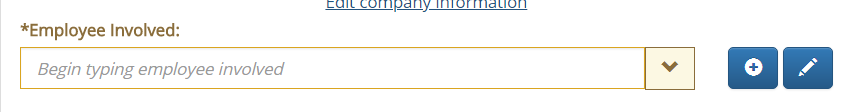 Edit company information
*Employee Involved:
Begin typing employee involved